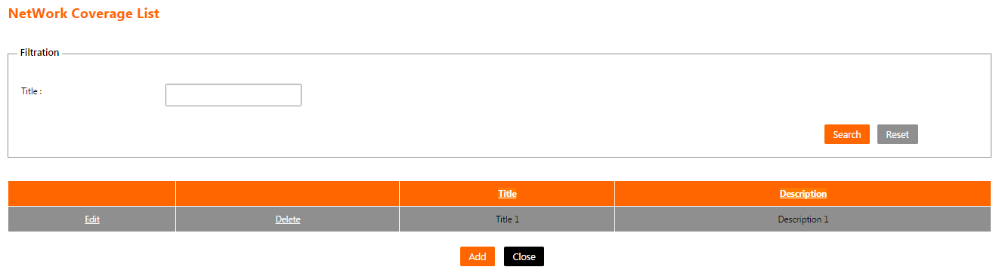 NetWork Coverage List
Filtration
Title :
Search Reset
Title Description
Edit Delete Title 1 Description 1
Add Close